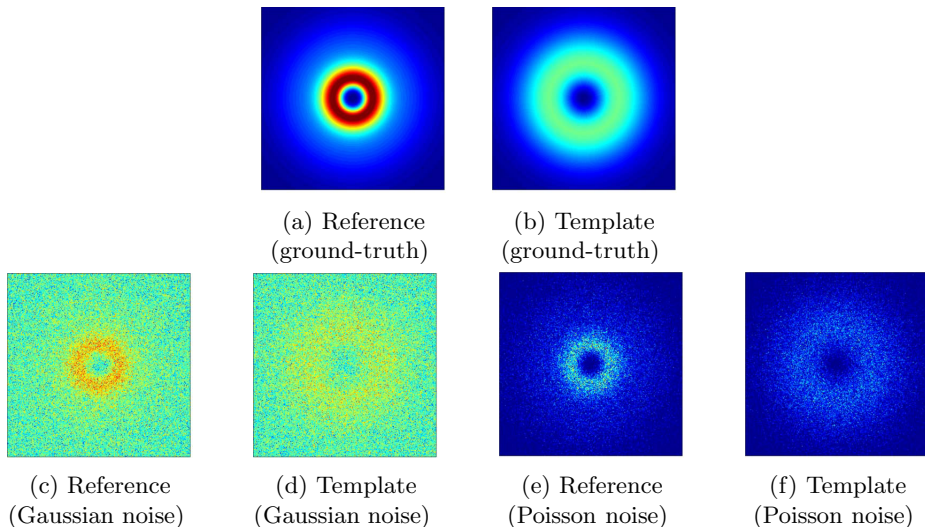 (a) Reference
(ground-truth)
(b) Template
(ground-truth)
(c) Reference
(Gaussian noise)
(d) Template
(Gaussian noise)
(e) Reference
(Poisson noise)
(f) Template
(Poisson noise)